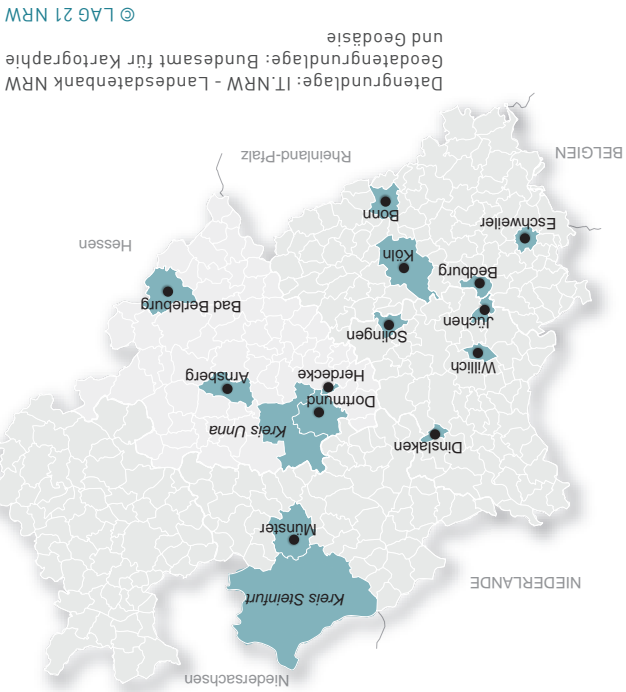 Niedersachsen
Kreis Steinfurt
NIEDERLANDE
Münster
Dinslaken
Kreis Unna
Dortmund
Herdecke
Arnsberg
Willich
Solingen
Jüchen
Bad Berleburg
Bedburg
Köln
Hessen
Eschweiler
Bonn
BELGIEN
Rheinland-Pfalz
Datengrundlage: IT.NRW - Landesdatenbank NRW
Geodatengrundlage: Bundesamt für Kartographie
und Geodäsie
© LAG 21 NRW